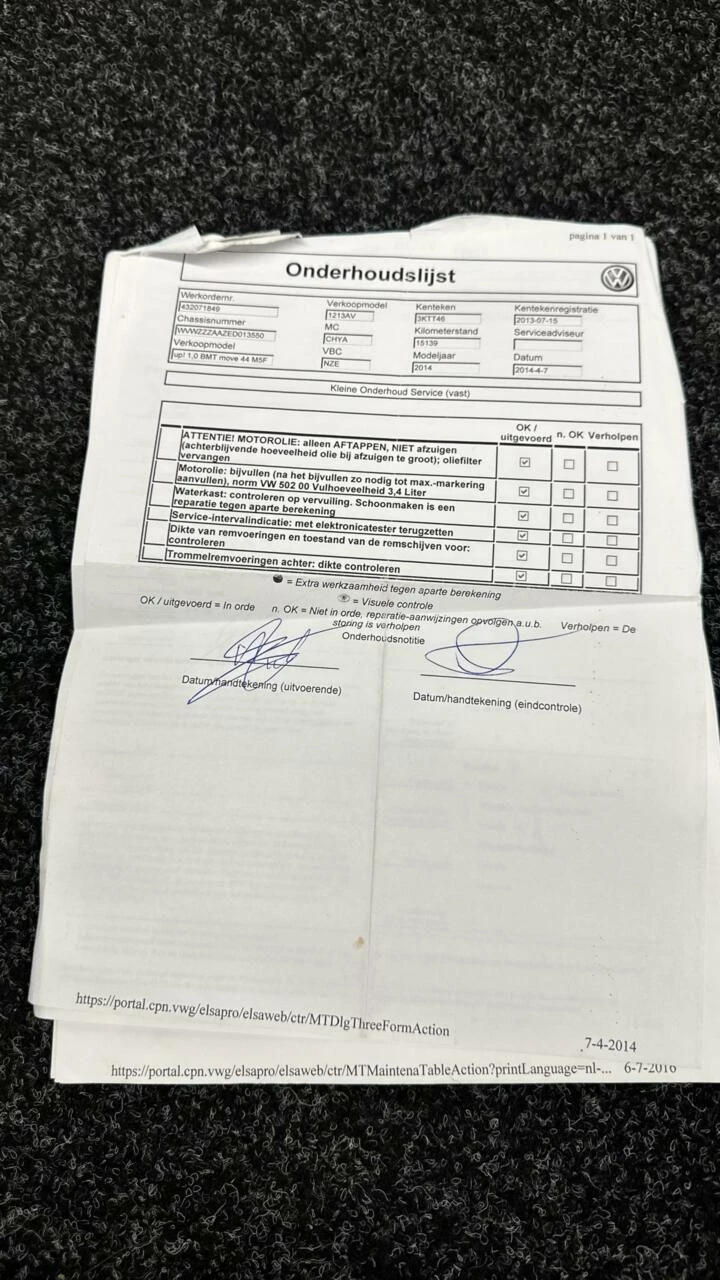 pagina 1 van 1
Onderhoudslijst
Werkordernr. Verkoopmodel Kenteken Kentekenregistratie
432071849 1213AV 3KTT46 2013-07-15
Chassisnummer MC Kilometerstand Serviceadviseur
WVWZZZAAZED013550 CHYA 15139
Verkoopmodel VBC Modeljaar Datum
up! 1,0 BMT move 44 M5F NZE 2014 2014-4-7
Kleine Onderhoud Service (vast)
OK / uitgevoerd n. OK Verholpen
ATTENTIE! MOTOROLIE: alleen AFTAPPEN, NIET afzuigen
(achterblijvende hoeveelheid olie bij afzuigen te groot); oliefilter
vervangen
Motorolie: bijvullen (na het bijvullen zo nodig tot max.-markering
aanvullen), norm VW 502 00 Vulhoeveelheid 3,4 Liter
Waterkast: controleren op vervuiling. Schoonmaken is een
reparatie tegen aparte berekening
Service-intervalindicatie: met elektronicatester terugzetten
Dikte van remvoeringen en toestand van de remschijven voor:
controleren
Trommelremvoeringen achter: dikte controleren
= Extra werkzaamheid tegen aparte berekening
= Visuele controle
OK / uitgevoerd = In orde n. OK = Niet in orde, reparatie-aanwijzingen opvolgen a.u.b. Verholpen = De
storing is verholpen
Onderhoudsnotitie
Datum/handtekening (uitvoerende) Datum/handtekening (eindcontrole)
https://portal.cpn.vwg/elsapro/elsaweb/ctr/MTDlgThreeFormAction 7-4-2014
https://portal.cpn.vwg/elsapro/elsaweb/ctr/MTMaintenaTableAction?printLanguage=nl-... 6-7-2016